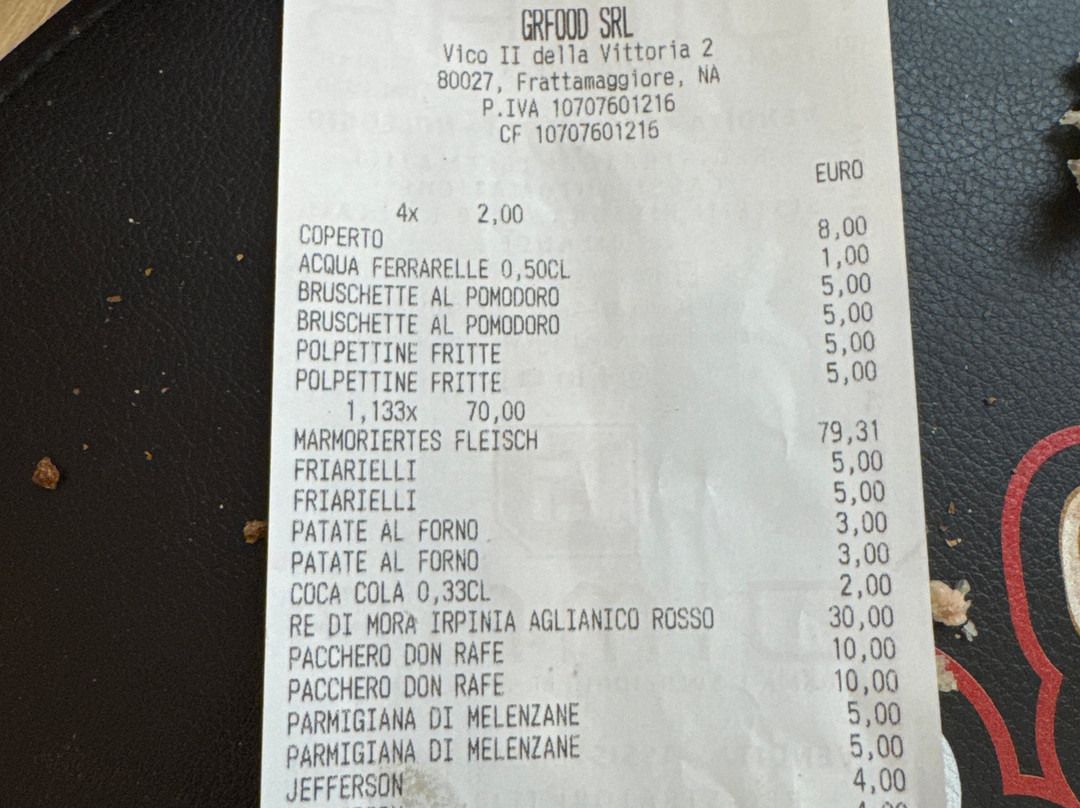 GRFOOD SRL
Vico II della Vittoria 2
80027, Frattamaggiore, NA
P.IVA 10707601216
CF 10707601216
EURO
4x 2,00
COPERTO 8,00
ACQUA FERRARELLE 0,50CL 1,00
BRUSCHETTE AL POMODORO 5,00
BRUSCHETTE AL POMODORO 5,00
POLPETTINE FRITTE 5,00
POLPETTINE FRITTE 5,00
1,133x 70,00
MARMORIERTES FLEISCH 79,31
FRIARIELLI 5,00
FRIARIELLI 5,00
PATATE AL FORNO 3,00
PATATE AL FORNO 3,00
COCA COLA 0,33CL 2,00
RE DI MORA IRPINIA AGLIANICO ROSSO 30,00
PACCHERO DON RAFE 10,00
PACCHERO DON RAFE 10,00
PARMIGIANA DI MELENZANE 5,00
PARMIGIANA DI MELENZANE 5,00
JEFFERSON 4,00